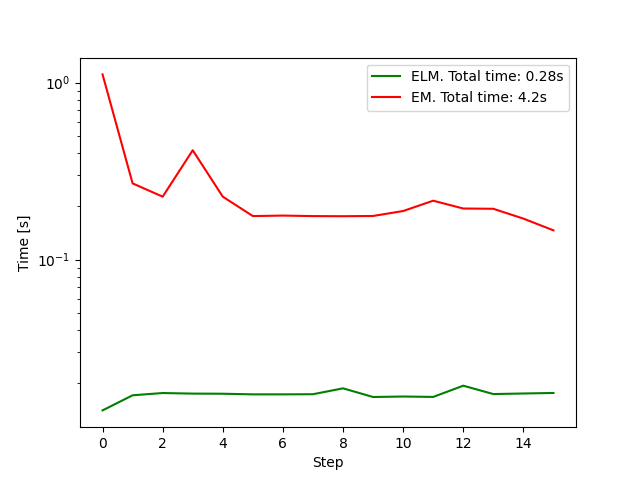 ELM. Total time: 0.28s
EM. Total time: 4.2s
10⁰
10⁻¹
Time [s]
0 2 4 6 8 10 12 14
Step